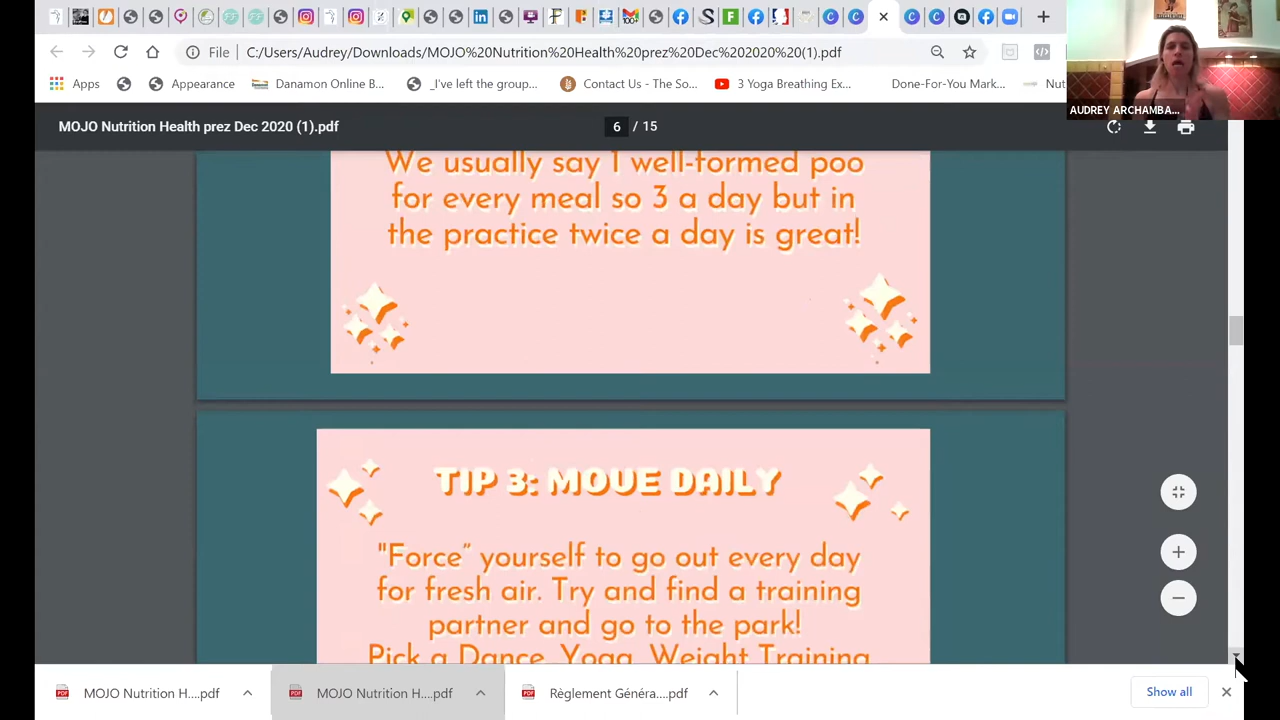 File
C:/Users/Audrey/Downloads/MOJO%20Nutrition%20Health%20prez%20Dec%202020%20(1).pdf
Apps
Appearance
Danamon Online B...
_I've left the group...
Contact Us - The So...
3 Yoga Breathing Ex...
Done-For-You Mark...
Nut
AUDREY ARCHAMBA...
MOJO Nutrition Health prez Dec 2020 (1).pdf
6 / 15
We usually say 1 well-formed poo
for every meal so 3 a day but in
the practice twice a day is great!
TIP 3: MOVE DAILY
"Force” yourself to go out every day
for fresh air. Try and find a training
partner and go to the park!
Pick a Dance, Yoga, Weight Training
MOJO Nutrition H....pdf
MOJO Nutrition H....pdf
Règlement Généra....pdf
Show all